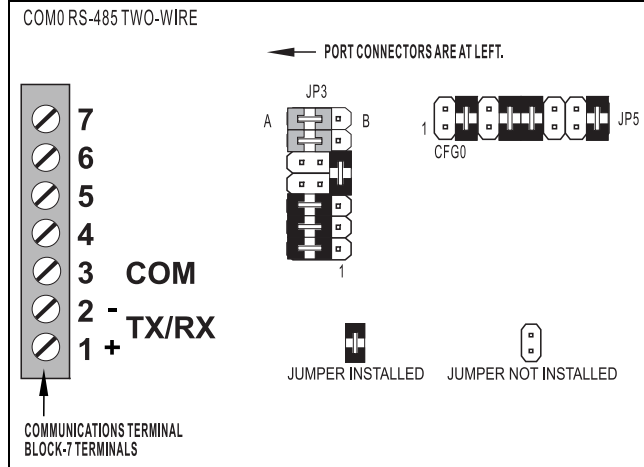 COM0 RS-485 TWO-WIRE
PORT CONNECTORS ARE AT LEFT.
JP3
A
B
1
CFG0
JP5
7
6
5
4
3 COM
2 -
TX/RX
1 +
1
JUMPER INSTALLED
JUMPER NOT INSTALLED
COMMUNICATIONS TERMINAL
BLOCK-7 TERMINALS